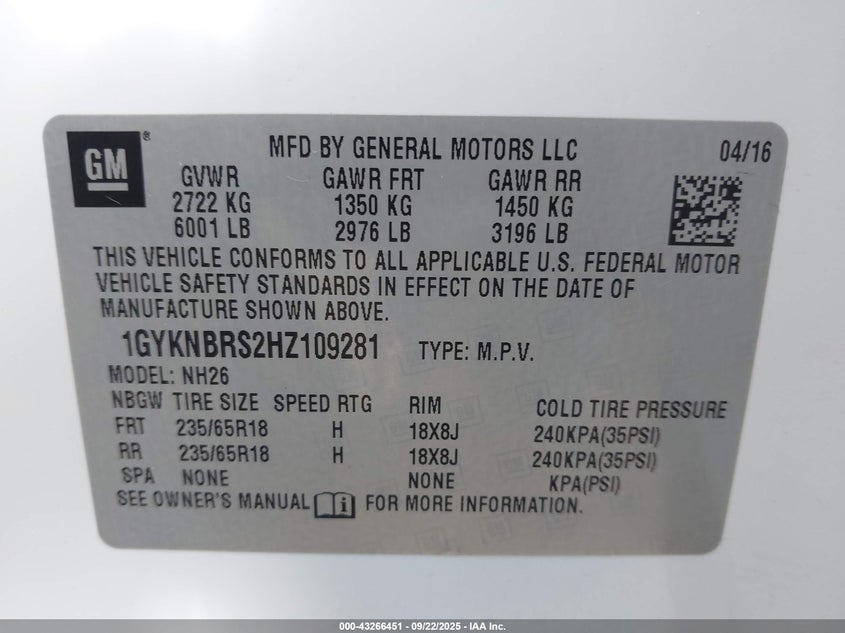 GM ® MFD BY GENERAL MOTORS LLC 04/16
GVWR GAWR FRT GAWR RR
2722 KG 1350 KG 1450 KG
6001 LB 2976 LB 3196 LB
THIS VEHICLE CONFORMS TO ALL APPLICABLE U.S. FEDERAL MOTOR
VEHICLE SAFETY STANDARDS IN EFFECT ON THE DATE OF
MANUFACTURE SHOWN ABOVE.
1GYKNBRS2HZ109281 TYPE: M.P.V.
MODEL: NH26
NBGW TIRE SIZE SPEED RTG RIM COLD TIRE PRESSURE
FRT 235/65R18 H 18X8J 240KPA(35PSI)
RR 235/65R18 H 18X8J 240KPA(35PSI)
SPA NONE NONE KPA(PSI)
SEE OWNER'S MANUAL FOR MORE INFORMATION.
000-43266451 - 09/22/2025 - IAA Inc.